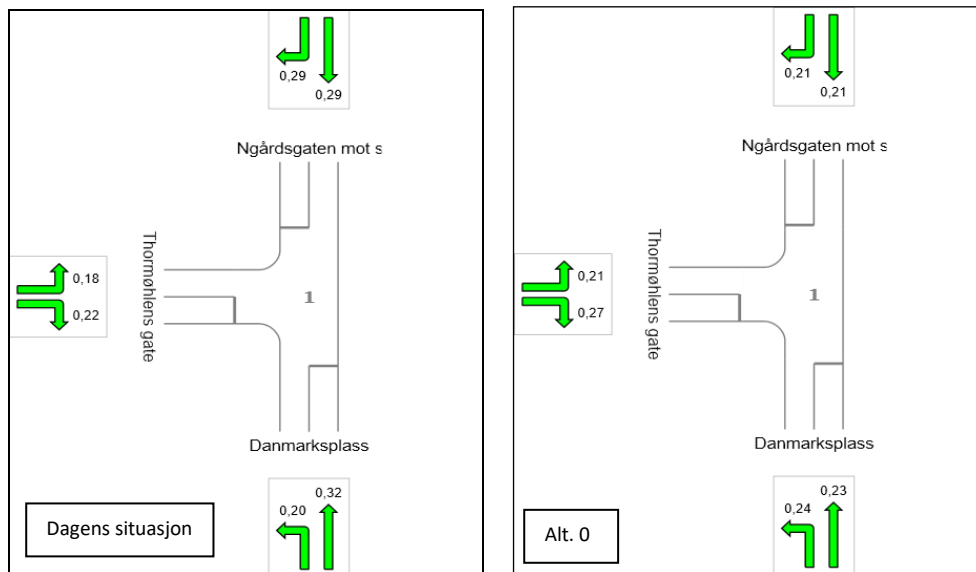 0,29
0,29
Ngårdsgaten mot s
Thormøhlens gate
0,18
0,22
1
Danmarksplass
0,32
0,20
Dagens situasjon
0,21
0,21
Ngårdsgaten mot s
Thormøhlens gate
0,21
0,27
1
Danmarksplass
0,23
0,24
Alt. 0